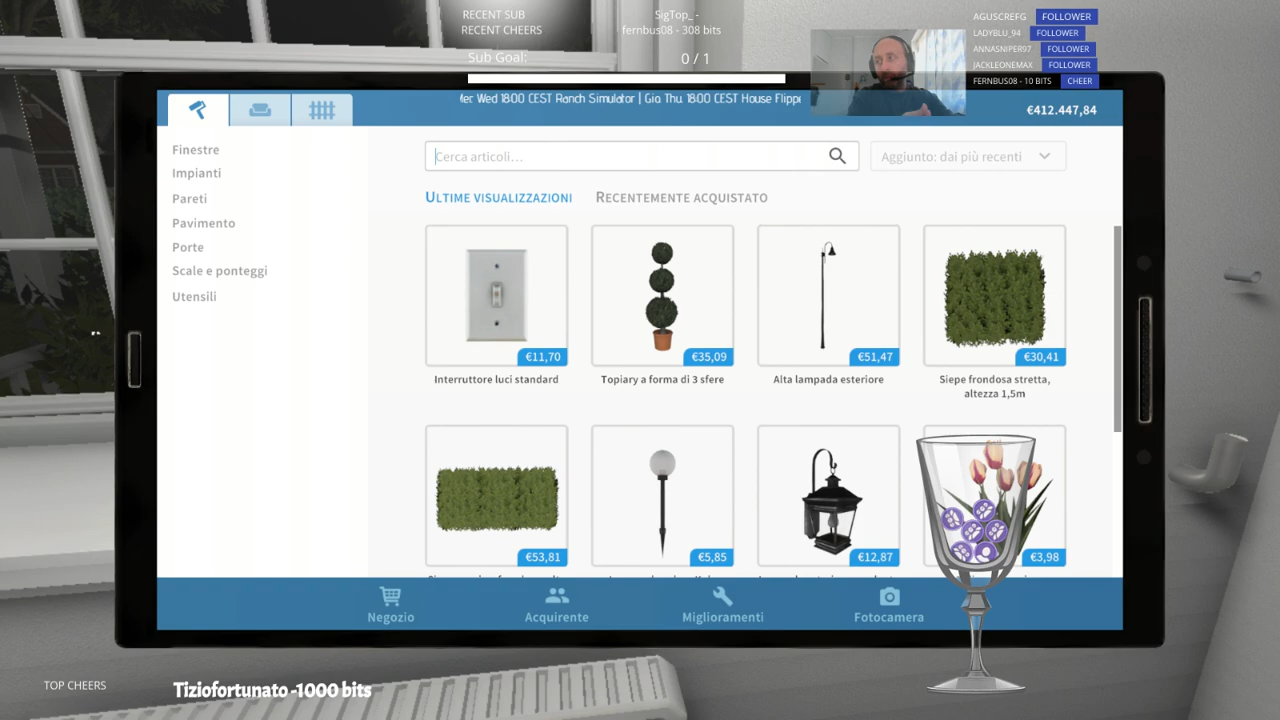 RECENT SUB
SigTop_ -
RECENT CHEERS
fernbus08 - 308 bits
Sub Goal:
0 / 1
AGUSCREFG FOLLOWER
LADYBLU_94 FOLLOWER
ANNASNIPER97 FOLLOWER
JACKLEONEMAX FOLLOWER
FERNBUS08 - 10 BITS CHEER
Mer. Wed 18:00 CEST Ranch Simulator | Gio. Thu. 18:00 CEST House Flippe
€412.447,84
Finestre
Impianti
Pareti
Pavimento
Porte
Scale e ponteggi
Utensili
Cerca articoli...
Aggiunto: dai più recenti
ULTIME VISUALIZZAZIONI
RECENTEMENTE ACQUISTATO
€11,70
Interruttore luci standard
€35,09
Topiary a forma di 3 sfere
€51,47
Alta lampada esteriore
€30,41
Siepe frondosa stretta,
altezza 1,5m
€53,81
€5,85
€12,87
€3,98
Negozio
Acquirente
Miglioramenti
Fotocamera
TOP CHEERS
Tiziofortunato -1000 bits